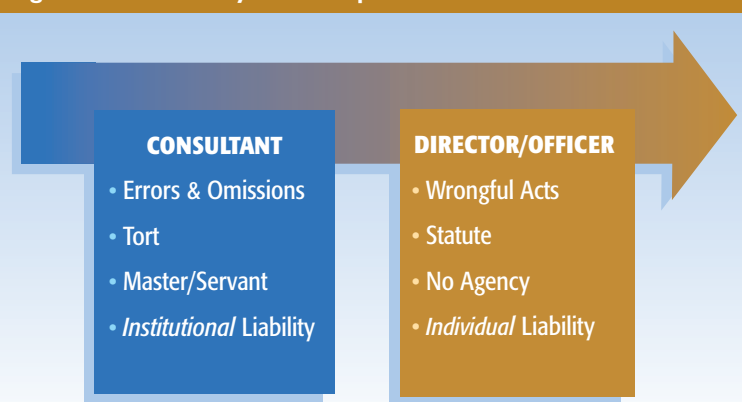 CONSULTANT
• Errors & Omissions
• Tort
• Master/Servant
• Institutional Liability
DIRECTOR/OFFICER
• Wrongful Acts
• Statute
• No Agency
• Individual Liability